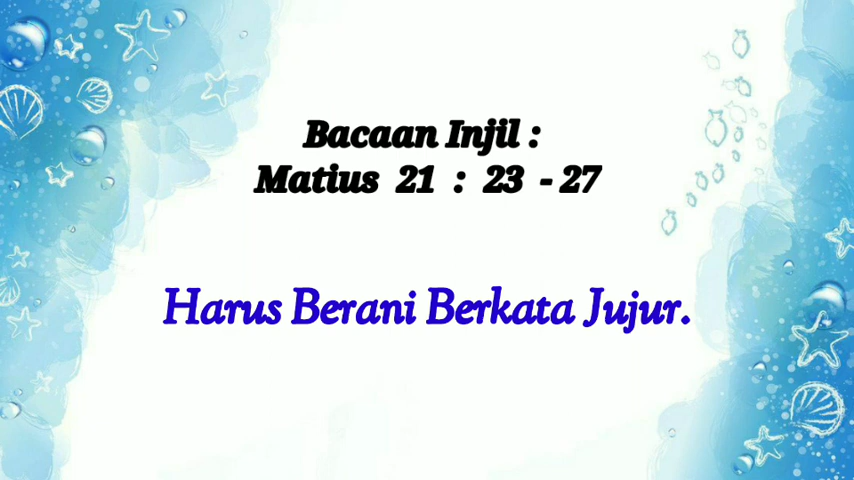 Bacaan Injil :
Matius 21 : 23 - 27
Harus Berani Berkata Jujur.